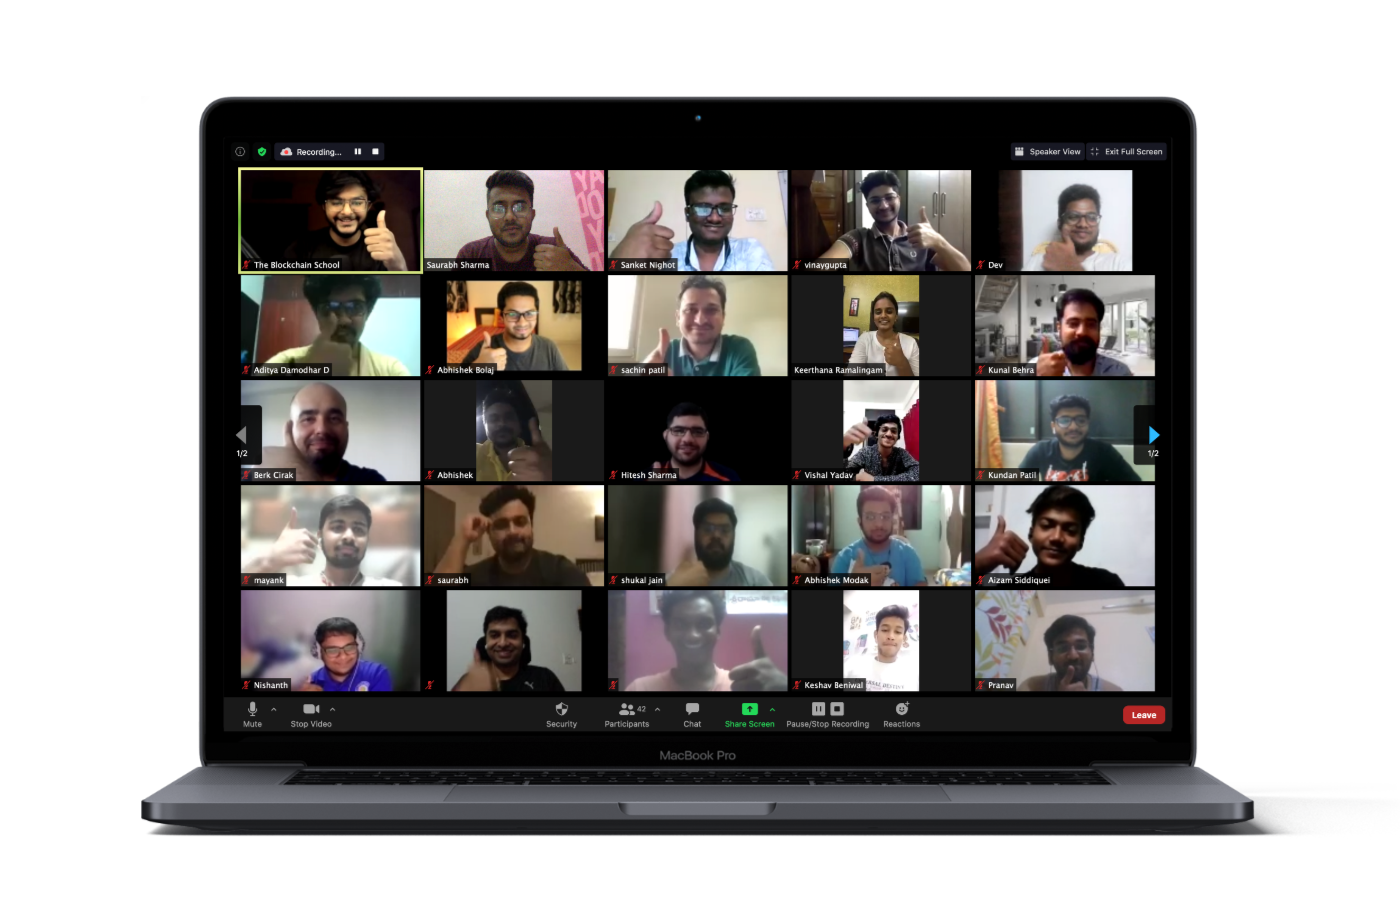 Recording...
Speaker View
Exit Full Screen
The Blockchain School
Saurabh Sharma
Sanket Nighot
vinaygupta
Dev
Aditya Damodhar D
Abhishek Bolaj
sachin patil
Keerthana Ramalingam
Kunal Behra
1/2
Berk Cirak
Abhishek
Hitesh Sharma
Vishal Yadav
Kundan Patil
1/2
mayank
saurabh
shukal jain
Abhishek Modak
Aizam Siddiquei
Nishanth
Keshav Beniwal
Pranav
Mute
Stop Video
Security
Participants
42
Chat
Share Screen
Pause/Stop Recording
Reactions
Leave
MacBook Pro